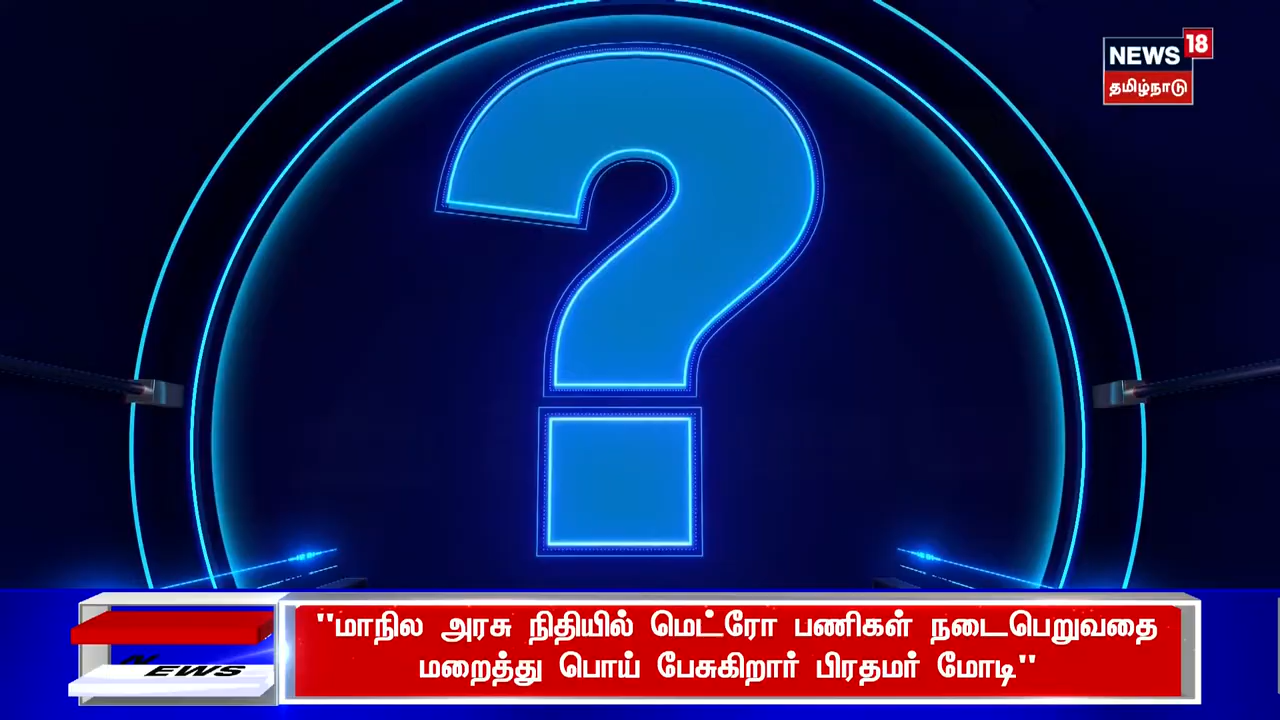 NEWS 18
தமிழ்நாடு
"மாநில அரசு நிதியில் மெட்ரோ பணிகள் நடைபெறுவதை
மறைத்து பொய் பேசுகிறார் பிரதமர் மோடி"
NEWS